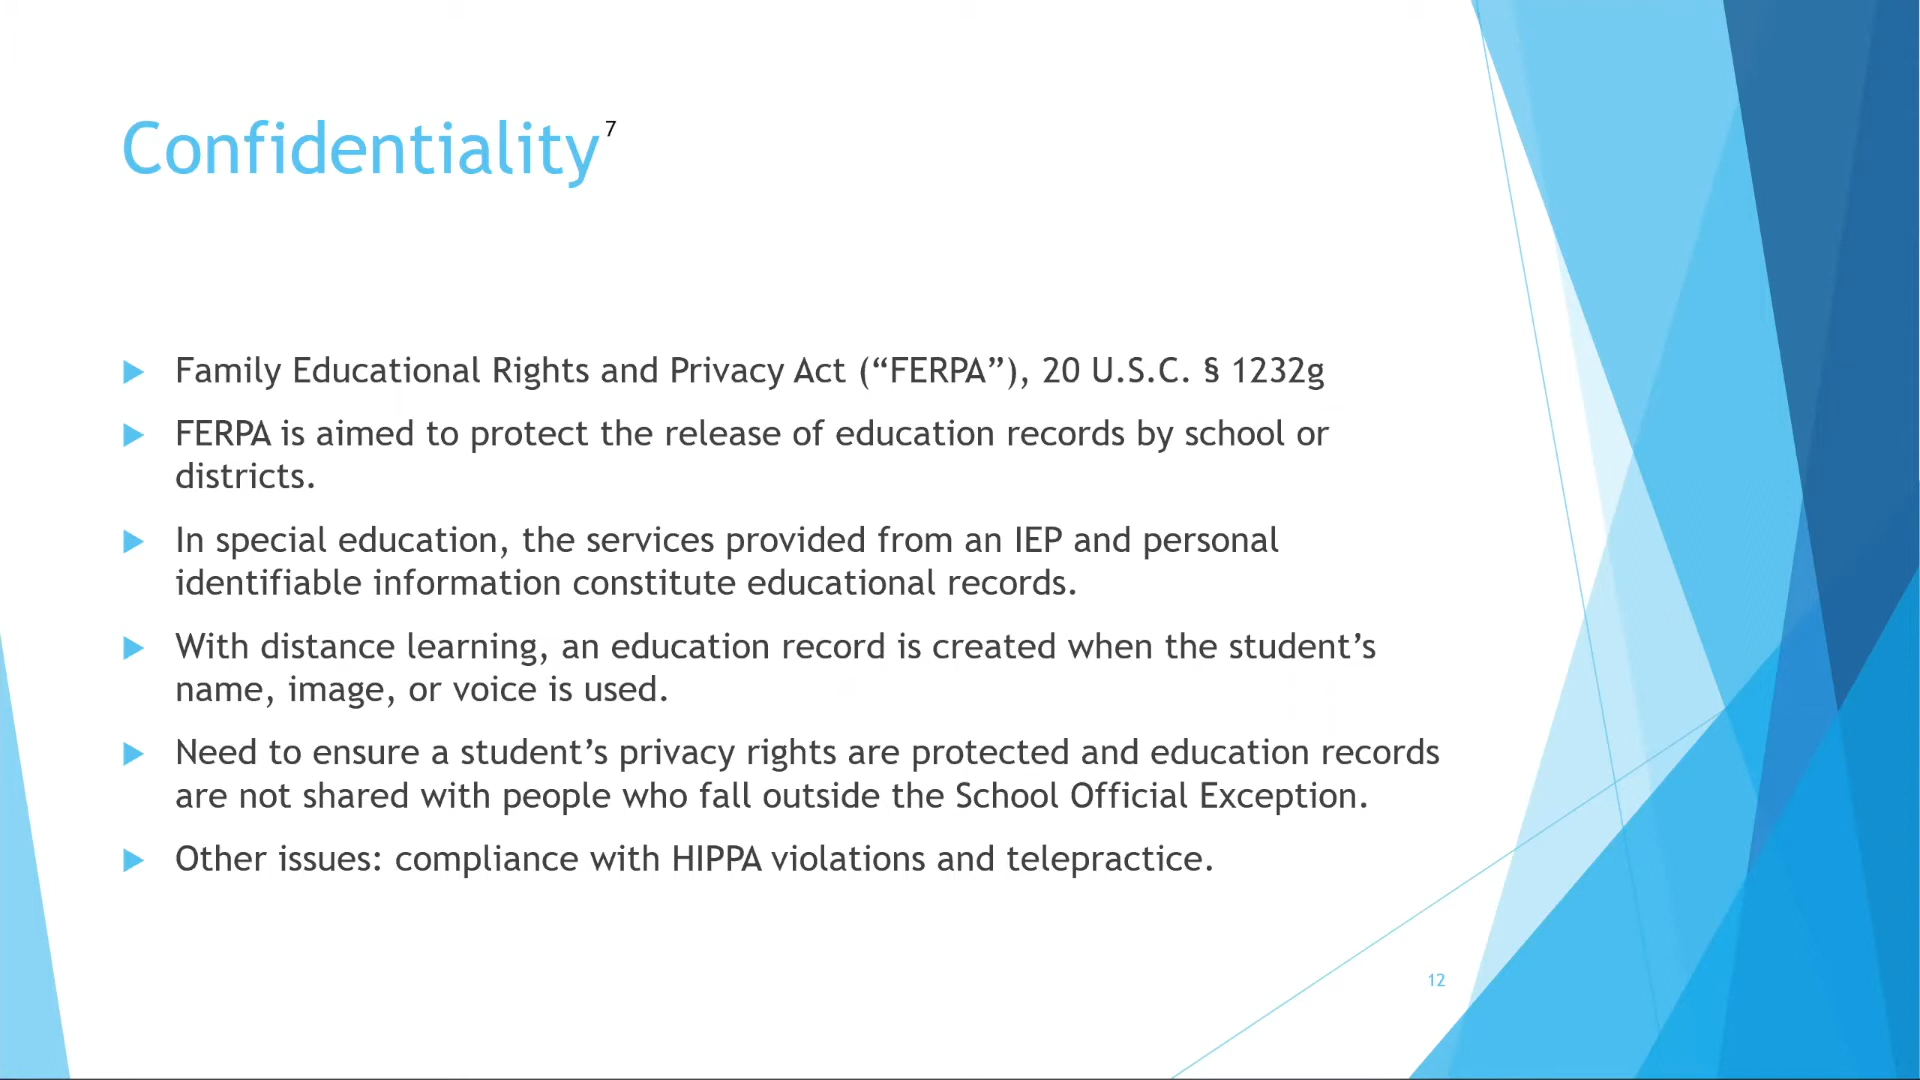 Confidentiality⁷
Family Educational Rights and Privacy Act (“FERPA”), 20 U.S.C. § 1232g
FERPA is aimed to protect the release of education records by school or
districts.
In special education, the services provided from an IEP and personal
identifiable information constitute educational records.
With distance learning, an education record is created when the student’s
name, image, or voice is used.
Need to ensure a student’s privacy rights are protected and education records
are not shared with people who fall outside the School Official Exception.
Other issues: compliance with HIPPA violations and telepractice.
12